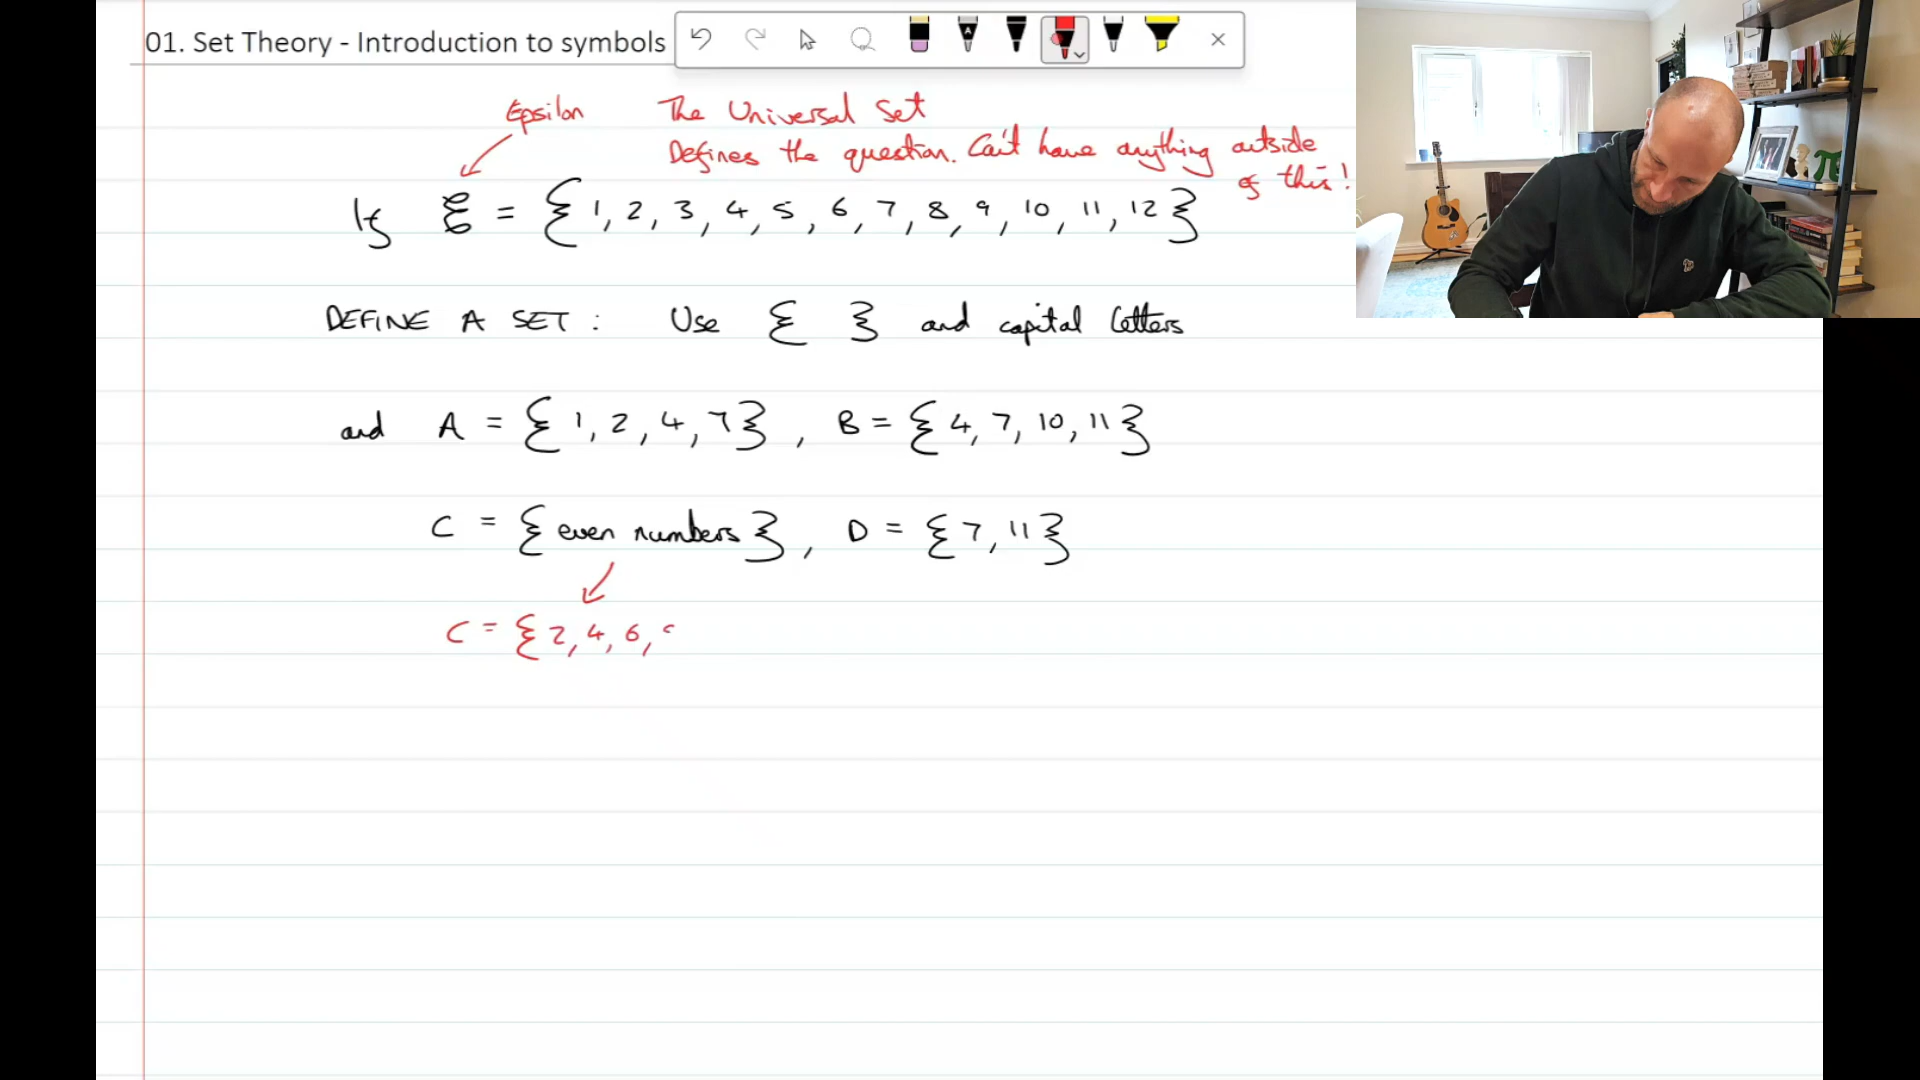 01. Set Theory - Introduction to symbols
Epsilon
The Universal Set
Defines the question. Can't have anything outside
of this!
If ξ = { 1, 2, 3, 4, 5, 6, 7, 8, 9, 10, 11, 12 }
DEFINE A SET : Use { } and capital letters
and A = { 1, 2, 4, 7 } , B = { 4, 7, 10, 11 }
C = { even numbers } , D = { 7, 11 }
C = { 2, 4, 6,